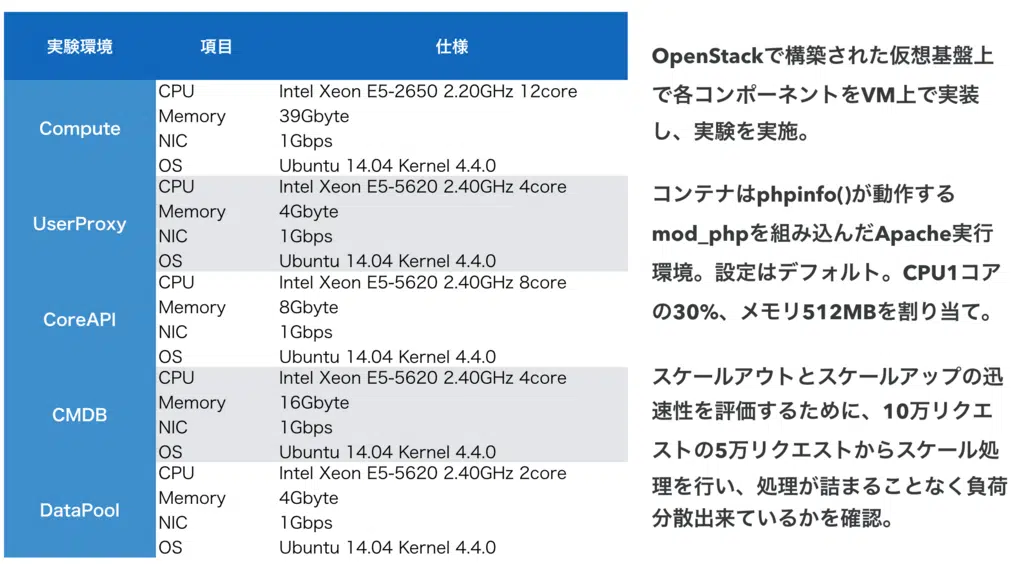 実験環境 項目 仕様
Compute
CPU Intel Xeon E5-2650 2.20GHz 12core
Memory 39Gbyte
NIC 1Gbps
OS Ubuntu 14.04 Kernel 4.4.0
UserProxy
CPU Intel Xeon E5-5620 2.40GHz 4core
Memory 4Gbyte
NIC 1Gbps
OS Ubuntu 14.04 Kernel 4.4.0
CoreAPI
CPU Intel Xeon E5-5620 2.40GHz 8core
Memory 8Gbyte
NIC 1Gbps
OS Ubuntu 14.04 Kernel 4.4.0
CMDB
CPU Intel Xeon E5-5620 2.40GHz 4core
Memory 16Gbyte
NIC 1Gbps
OS Ubuntu 14.04 Kernel 4.4.0
DataPool
CPU Intel Xeon E5-5620 2.40GHz 2core
Memory 4Gbyte
NIC 1Gbps
OS Ubuntu 14.04 Kernel 4.4.0
OpenStackで構築された仮想基盤上
で各コンポーネントをVM上で実装
し、実験を実施。
コンテナはphpinfo()が動作する
mod_phpを組み込んだApache実行
環境。設定はデフォルト。CPU1コア
の30%、メモリ512MBを割り当て。
スケールアウトとスケールアップの迅
速性を評価するために、10万リクエ
ストの5万リクエストからスケール処
理を行い、処理が詰まることなく負荷
分散出来ているかを確認。